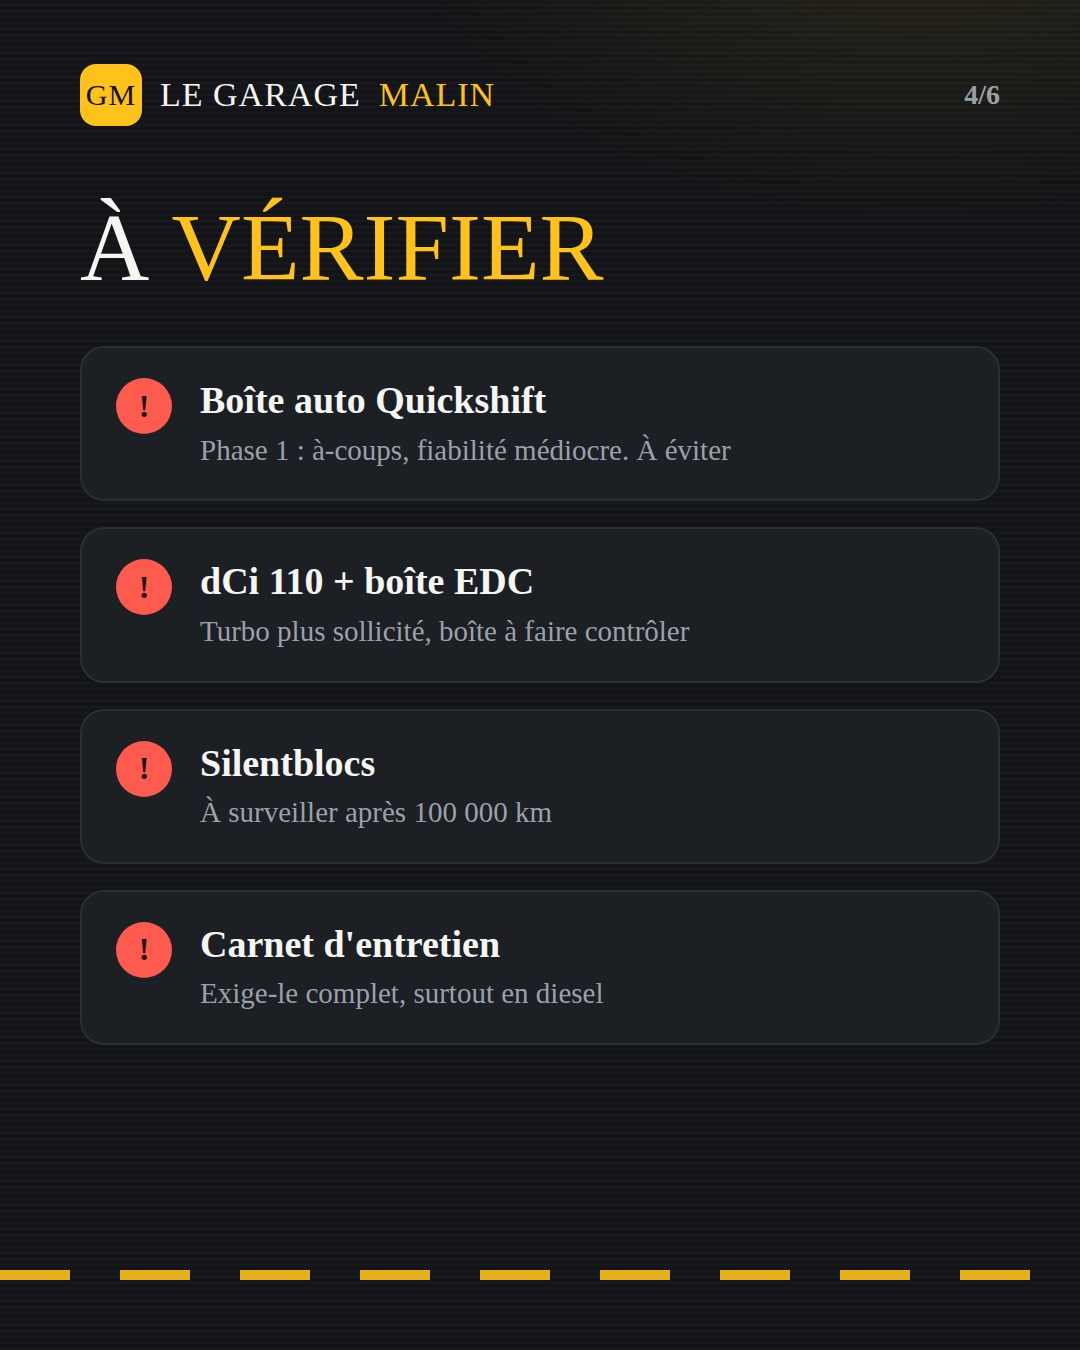 GM LE GARAGE MALIN 4/6
À VÉRIFIER
! Boîte auto Quickshift
Phase 1 : à-coups, fiabilité médiocre. À éviter
! dCi 110 + boîte EDC
Turbo plus sollicité, boîte à faire contrôler
! Silentblocs
À surveiller après 100 000 km
! Carnet d'entretien
Exige-le complet, surtout en diesel